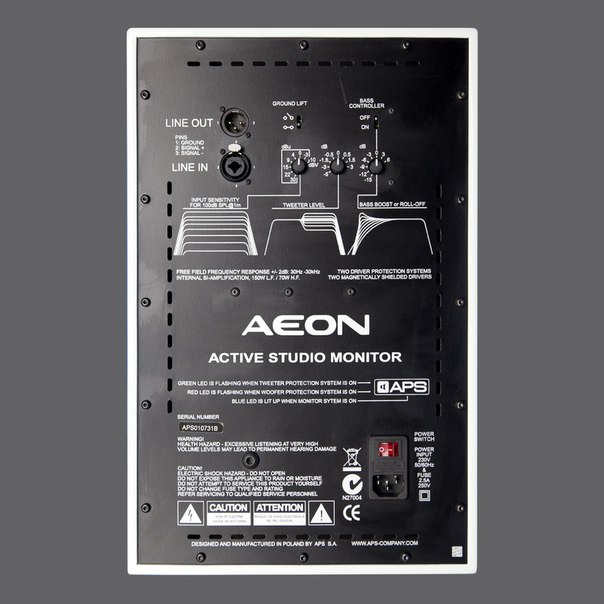 GROUND LIFT
BASS
CONTROLLER
LINE OUT
OFF
ON
PINS
1: GROUND
2: SIGNAL +
3: SIGNAL -
LINE IN
dBu
dB
dB
INPUT SENSITIVITY
FOR 100dB SPL@1m
TWEETER LEVEL
BASS BOOST or ROLL-OFF
FREE FIELD FREQUENCY RESPONSE +/- 2dB: 30Hz -30kHz
INTERNAL BI-AMPLIFICATION, 150W L.F. / 70W H.F.
TWO DRIVER PROTECTION SYSTEMS
TWO MAGNETICALLY SHIELDED DRIVERS
AEON
ACTIVE STUDIO MONITOR
GREEN LED IS FLASHING WHEN TWEETER PROTECTION SYSTEM IS ON
RED LED IS FLASHING WHEN WOOFER PROTECTION SYSTEM IS ON
BLUE LED IS LIT UP WHEN MONITOR SYTEM IS ON
APS
SERIAL NUMBER
APS010731B
WARNING!
HEALTH HAZARD - EXCESSIVE LISTENING AT VERY HIGH
VOLUME LEVELS MAY LEAD TO PERMANENT HEARING DAMAGE
CAUTION!
ELECTRIC SHOCK HAZARD - DO NOT OPEN
DO NOT EXPOSE THIS APPLIANCE TO RAIN OR MOISTURE
DO NOT ATTEMPT TO SERVICE THIS PRODUCT YOURSELF
DO NOT CHANGE FUSE TYPE AND RATING
REFER SERVICING TO QUALIFIED SERVICE PERSONNEL
CAUTION
ATTENTION
N27004
CE
POWER
SWITCH
POWER
INPUT
230V
50/60Hz
&
FUSE
2.5A
250V
DESIGNED AND MANUFACTURED IN POLAND BY APS S.A.
WWW.APS-COMPANY.COM